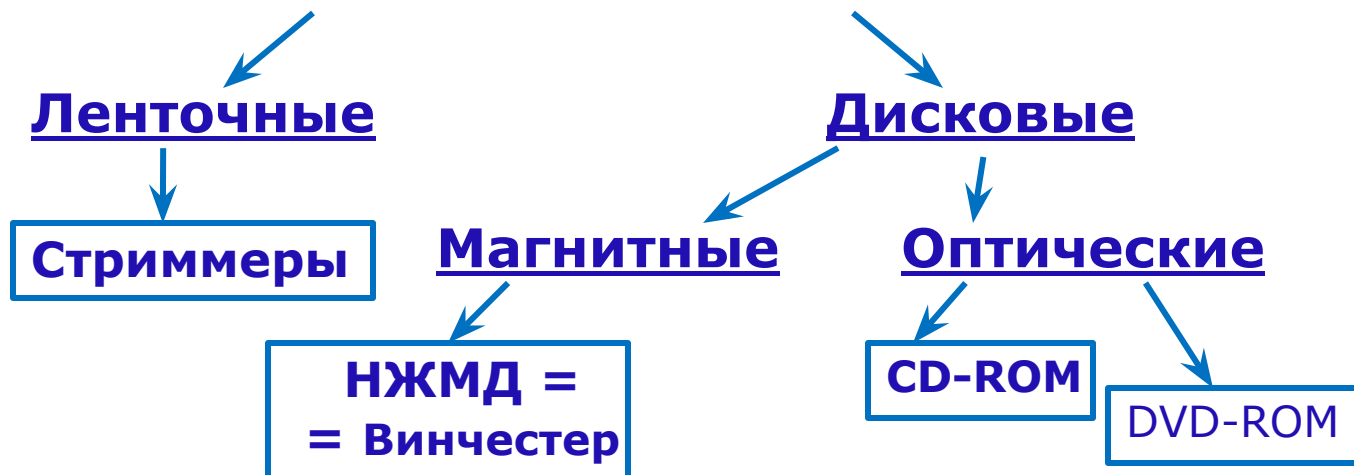 Ленточные
Дисковые
Стриммеры
Магнитные
Оптические
НЖМД =
= Винчестер
CD-ROM
DVD-ROM